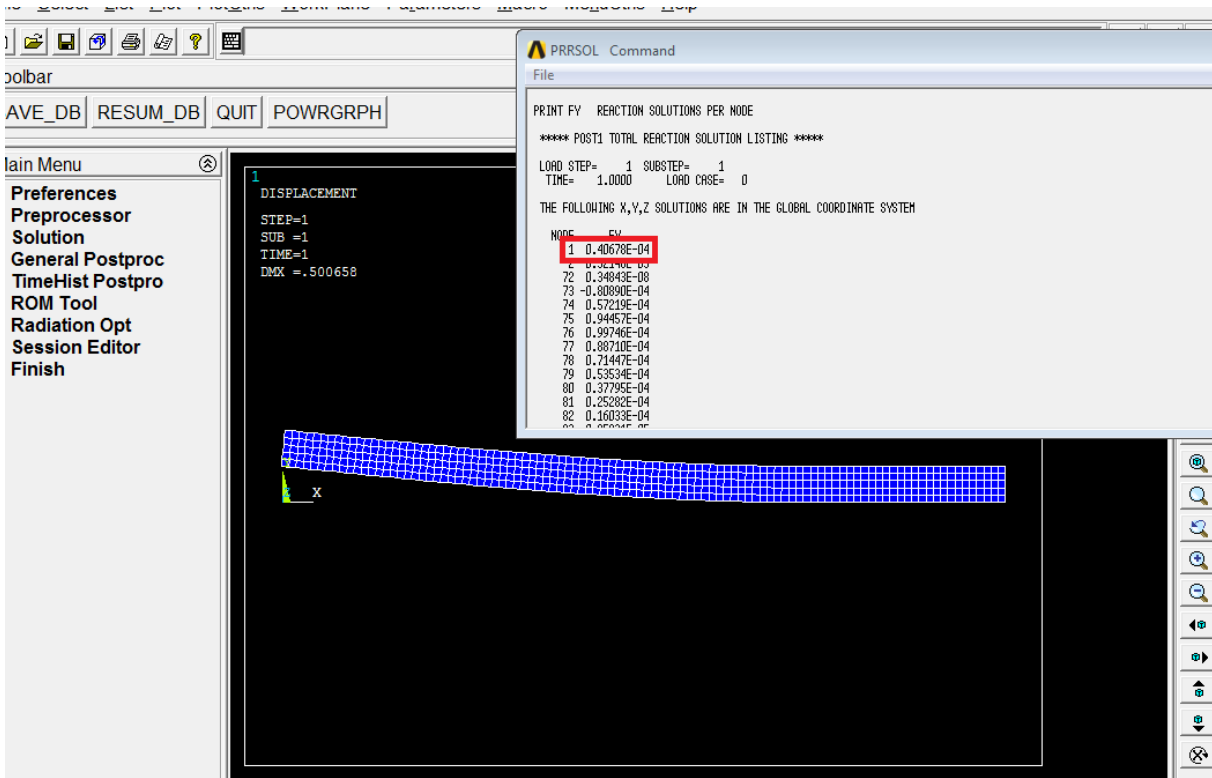 oolbar
AVE_DB RESUM_DB QUIT POWRGRPH
Main Menu
Preferences
Preprocessor
Solution
General Postproc
TimeHist Postpro
ROM Tool
Radiation Opt
Session Editor
Finish
1
DISPLACEMENT
STEP=1
SUB =1
TIME=1
DMX =.500658
X
PRRSOL Command
File
PRINT FY REACTION SOLUTIONS PER NODE
***** POST1 TOTAL REACTION SOLUTION LISTING *****
LOAD STEP= 1 SUBSTEP= 1
TIME= 1.0000 LOAD CASE= 0
THE FOLLOWING X,Y,Z SOLUTIONS ARE IN THE GLOBAL COORDINATE SYSTEM
NODE FY
1 0.40678E-04
72 0.34843E-08
73 -0.80890E-04
74 0.57219E-04
75 0.94457E-04
76 0.99746E-04
77 0.88710E-04
78 0.71447E-04
79 0.53534E-04
80 0.37795E-04
81 0.25282E-04
82 0.16033E-04